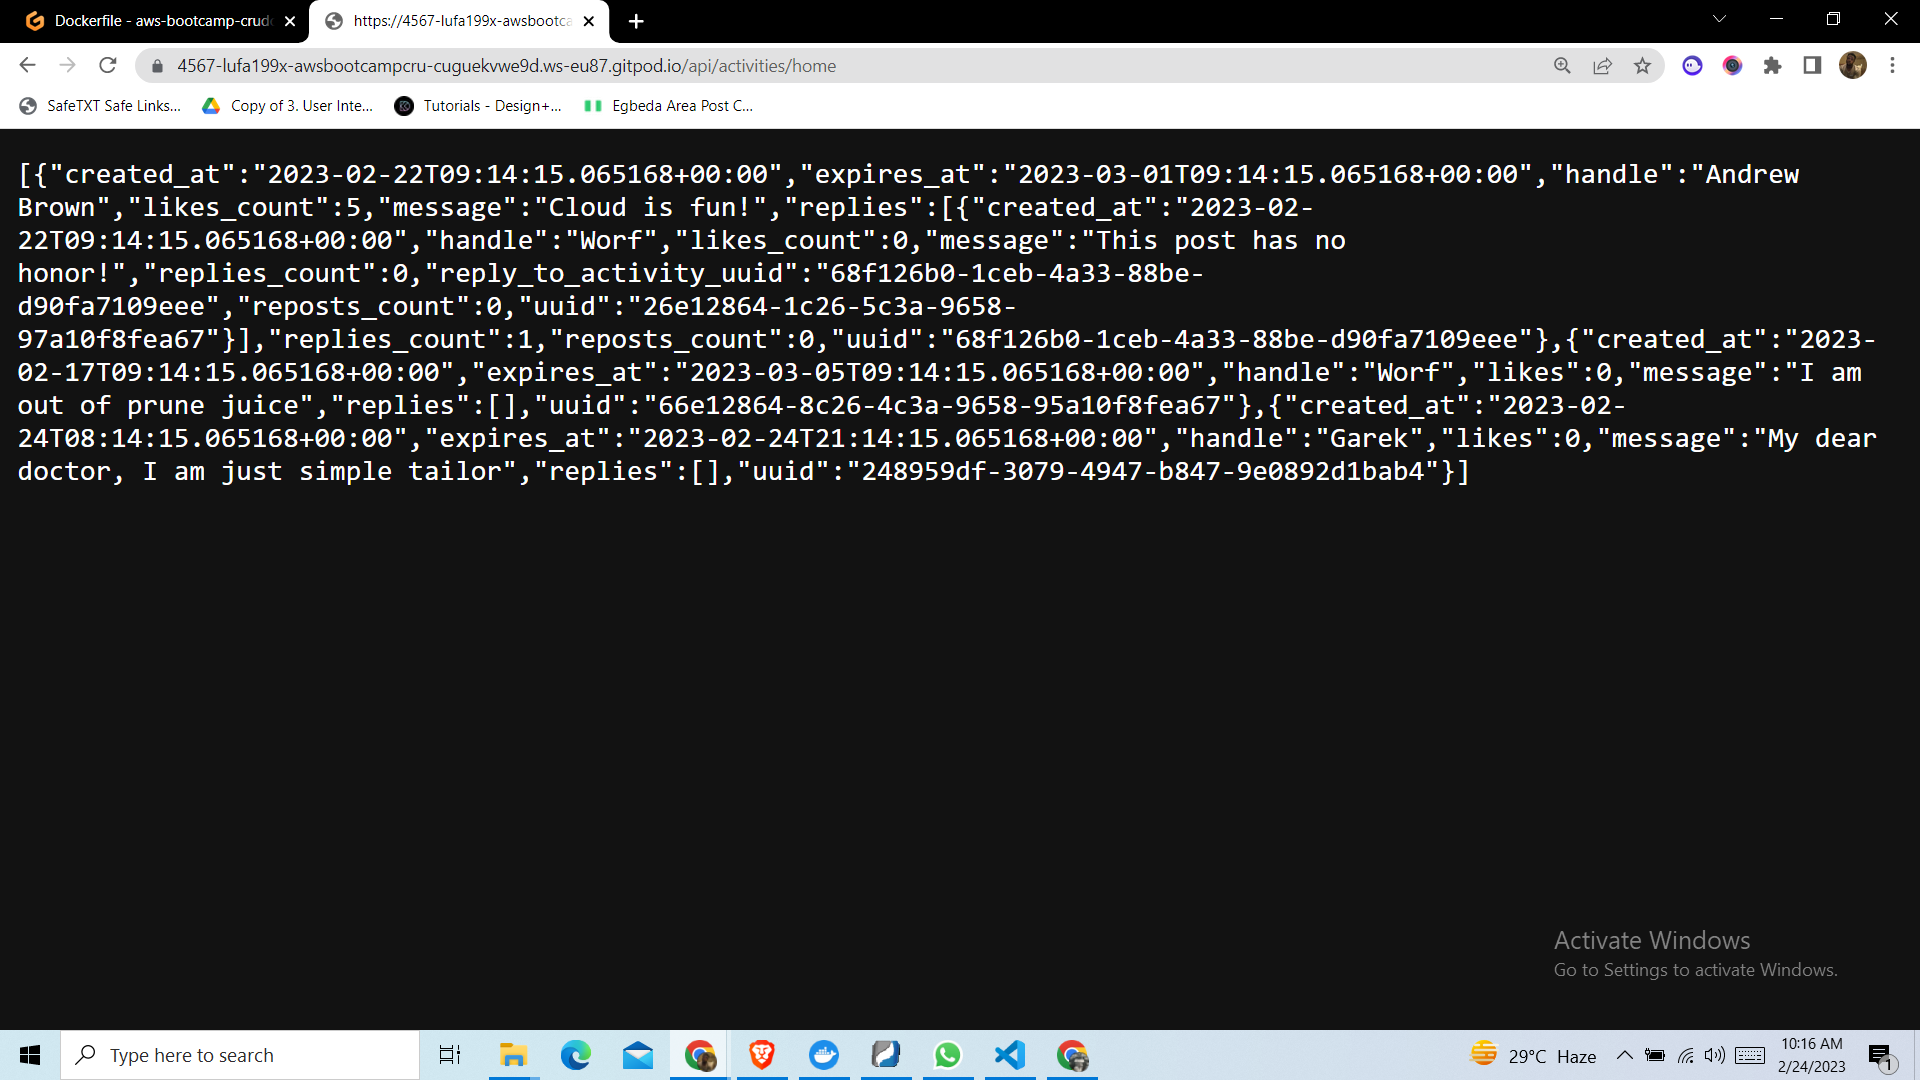 Dockerfile - aws-bootcamp-crud
https://4567-lufa199x-awsbootca
4567-lufa199x-awsbootcampcru-cuguekvwe9d.ws-eu87.gitpod.io/api/activities/home
SafeTXT Safe Links...
Copy of 3. User Inte...
Tutorials - Design+...
Egbeda Area Post C...
[{"created_at":"2023-02-22T09:14:15.065168+00:00","expires_at":"2023-03-01T09:14:15.065168+00:00","handle":"Andrew
Brown","likes_count":5,"message":"Cloud is fun!","replies":[{"created_at":"2023-02-
22T09:14:15.065168+00:00","handle":"Worf","likes_count":0,"message":"This post has no
honor!","replies_count":0,"reply_to_activity_uuid":"68f126b0-1ceb-4a33-88be-
d90fa7109eee","reposts_count":0,"uuid":"26e12864-1c26-5c3a-9658-
97a10f8fea67"}],"replies_count":1,"reposts_count":0,"uuid":"68f126b0-1ceb-4a33-88be-d90fa7109eee"},{"created_at":"2023-
02-17T09:14:15.065168+00:00","expires_at":"2023-03-05T09:14:15.065168+00:00","handle":"Worf","likes":0,"message":"I am
out of prune juice","replies":[],"uuid":"66e12864-8c26-4c3a-9658-95a10f8fea67"},{"created_at":"2023-02-
24T08:14:15.065168+00:00","expires_at":"2023-02-24T21:14:15.065168+00:00","handle":"Garek","likes":0,"message":"My dear
doctor, I am just simple tailor","replies":[],"uuid":"248959df-3079-4947-b847-9e0892d1bab4"}]
Activate Windows
Go to Settings to activate Windows.
Type here to search
29°C Haze
10:16 AM
2/24/2023
1